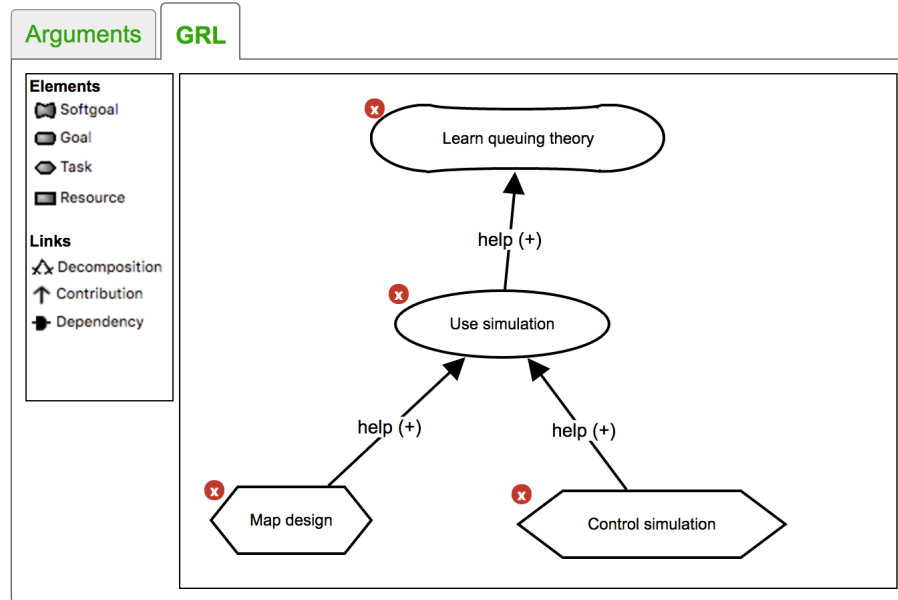 Arguments
GRL
Elements
Softgoal
Goal
Task
Resource
Links
Decomposition
Contribution
Dependency
x
Learn queuing theory
help (+)
x
Use simulation
help (+)
help (+)
x
Map design
x
Control simulation